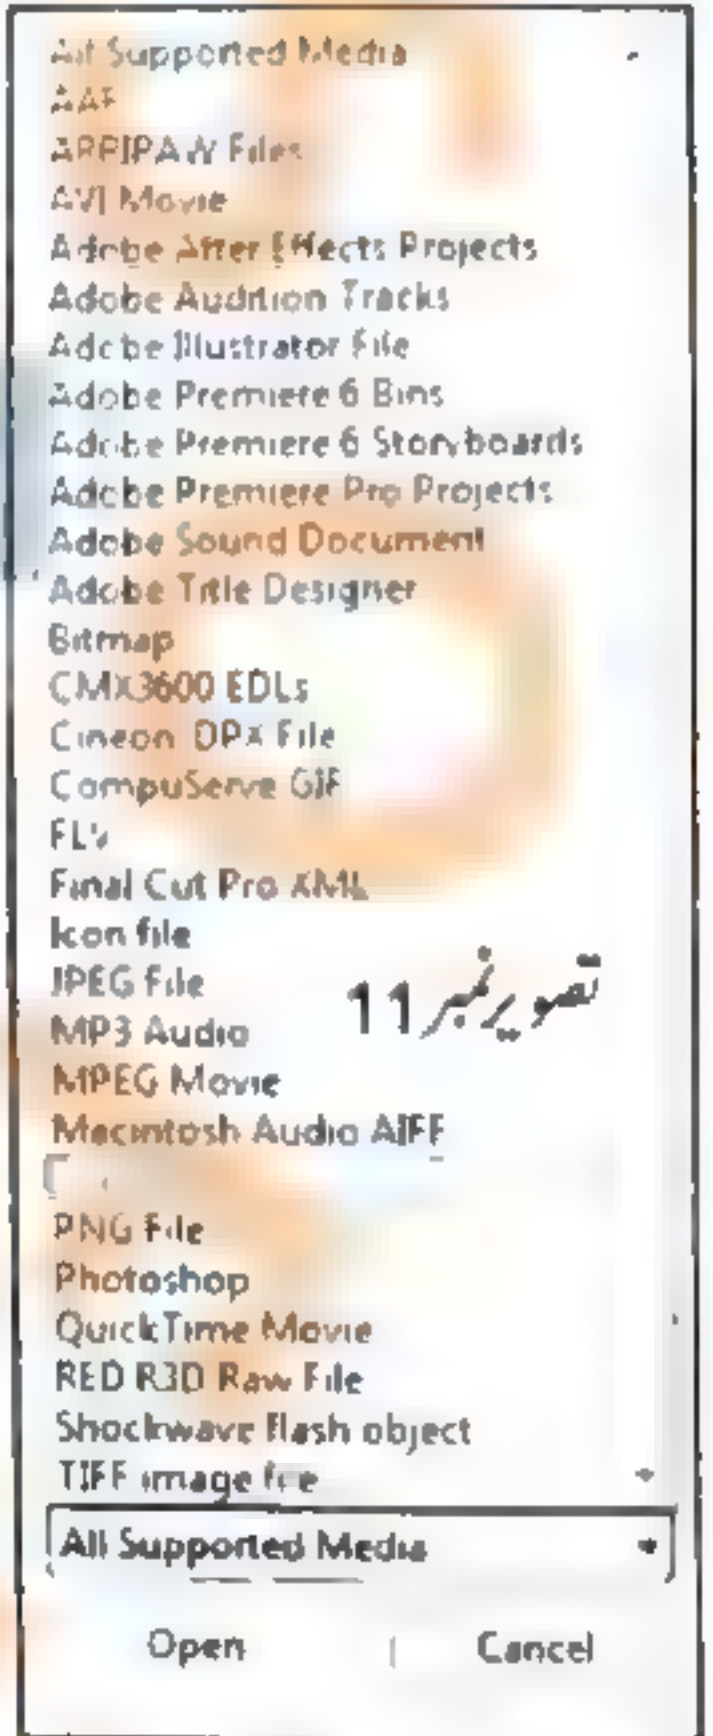 All Supported Media
AAF
ARRIRAW Files
AVI Movie
Adobe After Effects Projects
Adobe Audition Tracks
Adobe Illustrator File
Adobe Premiere 6 Bins
Adobe Premiere 6 Storyboards
Adobe Premiere Pro Projects
Adobe Sound Document
Adobe Title Designer
Bitmap
CMX3600 EDLs
Cineon DPX File
CompuServe GIF
FLV
Final Cut Pro XML
Icon file
JPEG File
تصویر نمبر 11
MP3 Audio
MPEG Movie
Macintosh Audio AIFF
PNG File
Photoshop
QuickTime Movie
RED R3D Raw File
Shockwave flash object
TIFF image file
All Supported Media
Open Cancel